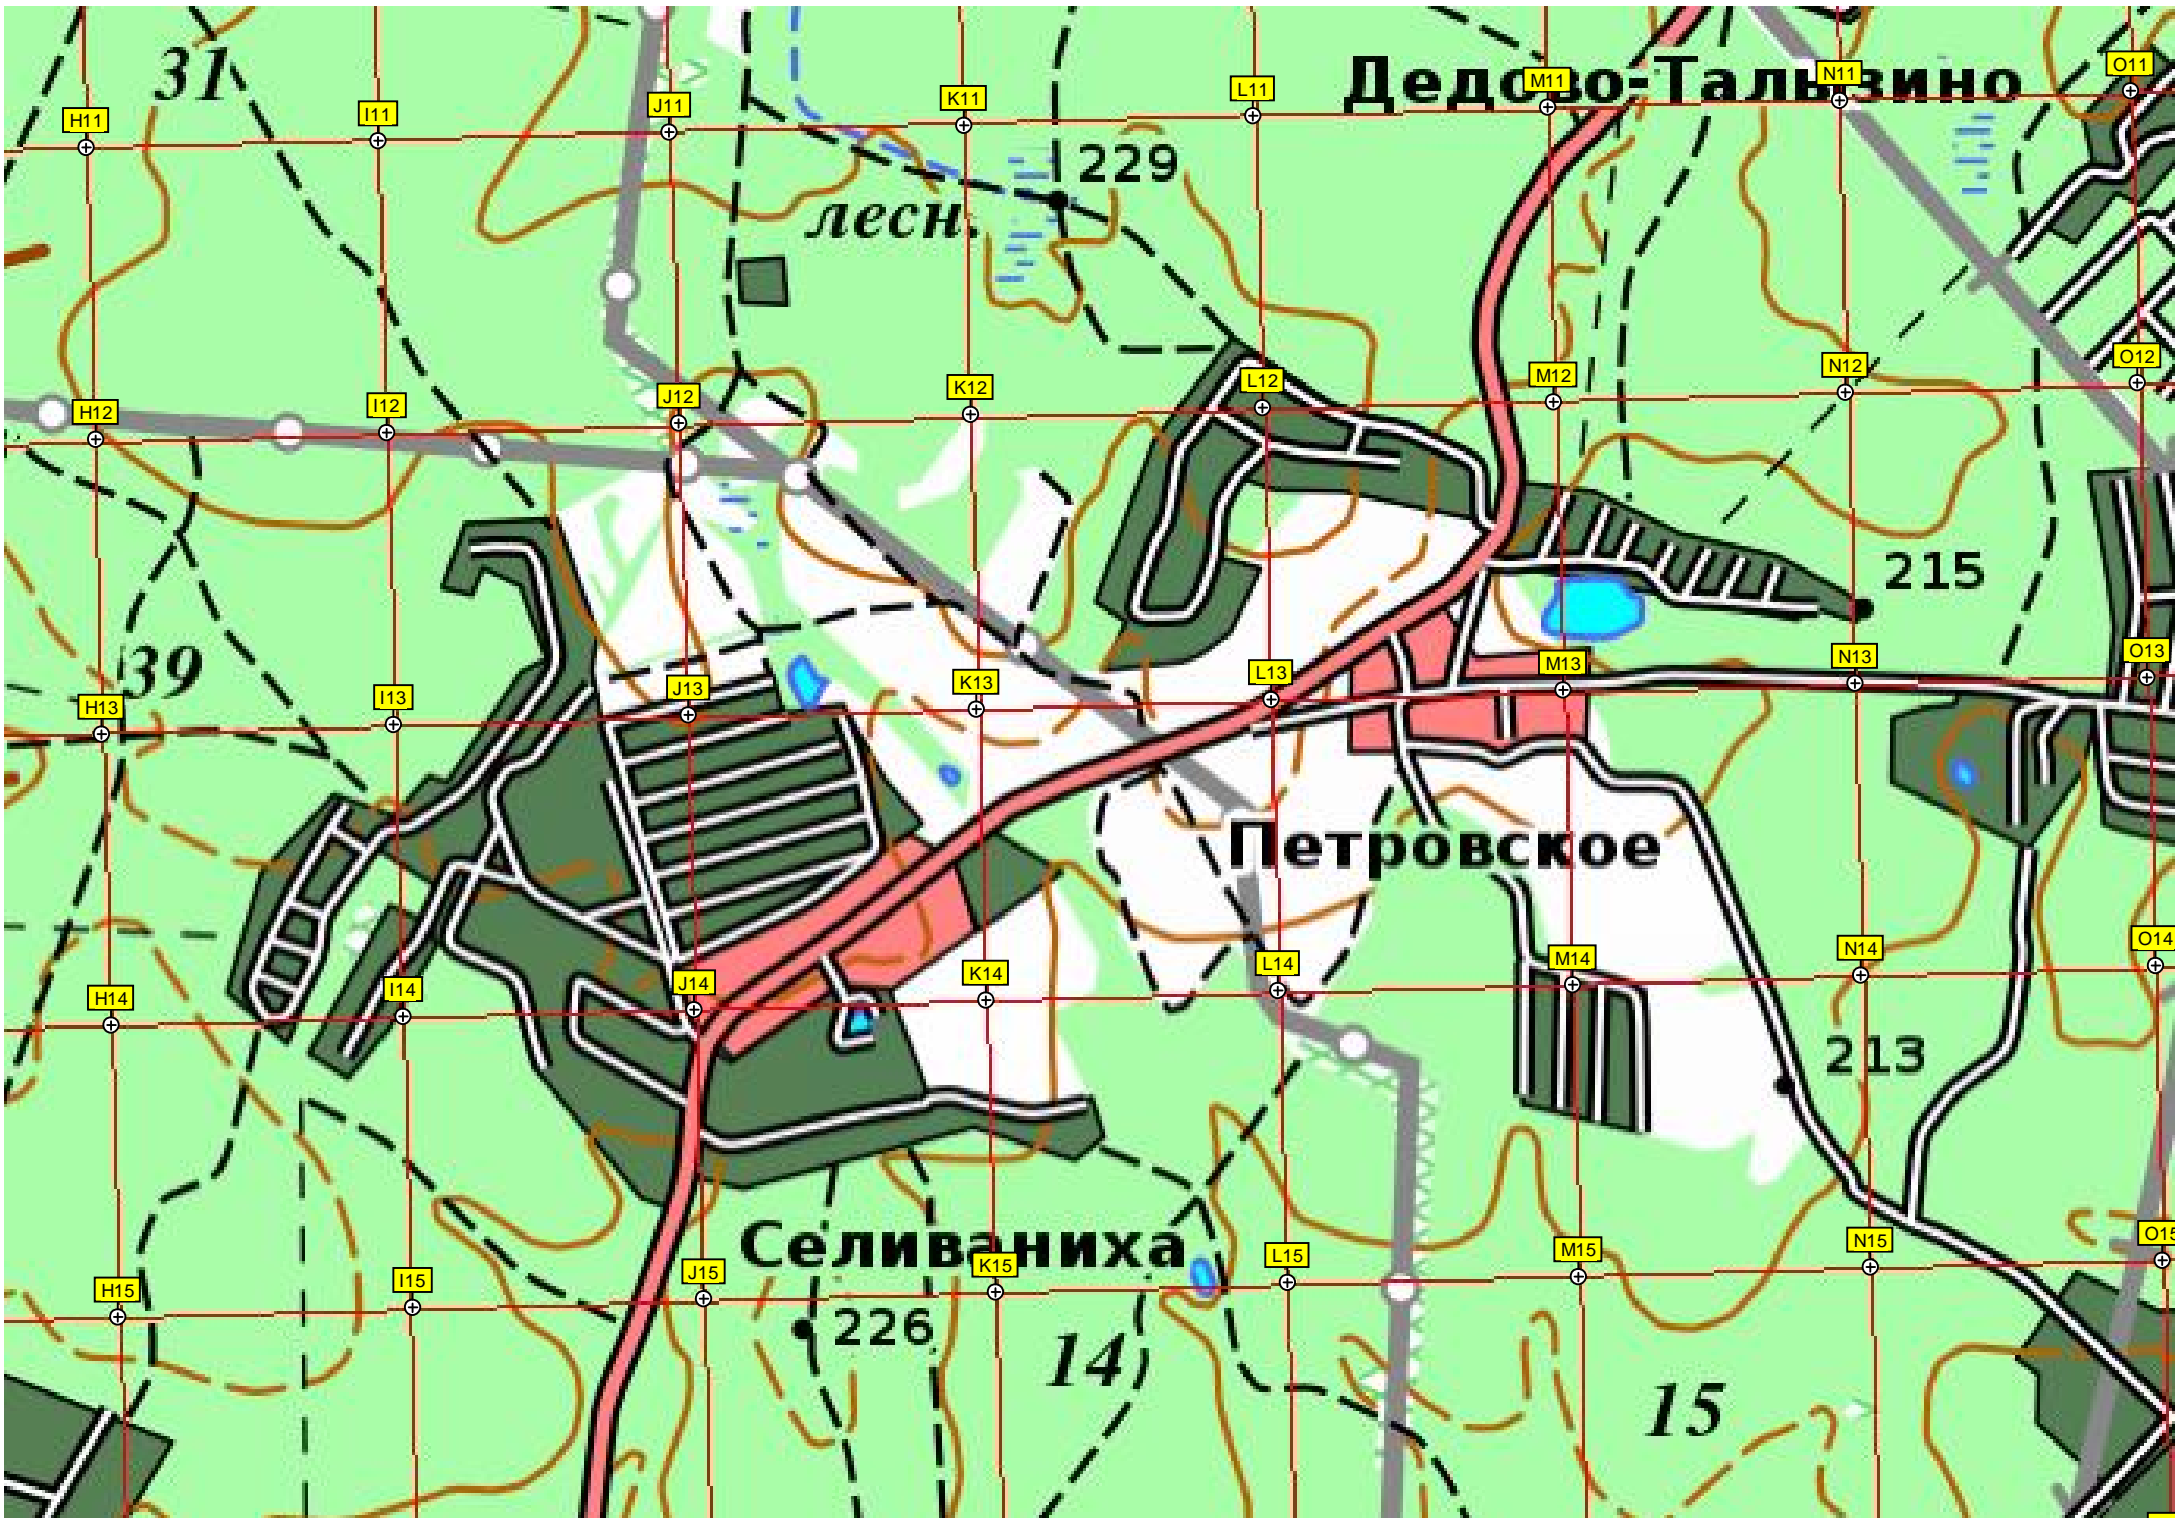 31
Дедово-Талызино
H11 I11 J11 K11 L11 M11 N11 O11
229
лесн.
H12 I12 J12 K12 L12 M12 N12 O12
215
39
H13 I13 J13 K13 L13 M13 N13 O13
Петровское
H14 I14 J14 K14 L14 M14 N14 O14
213
Селиваниха
H15 I15 J15 K15 L15 M15 N15 O15
226
14
15